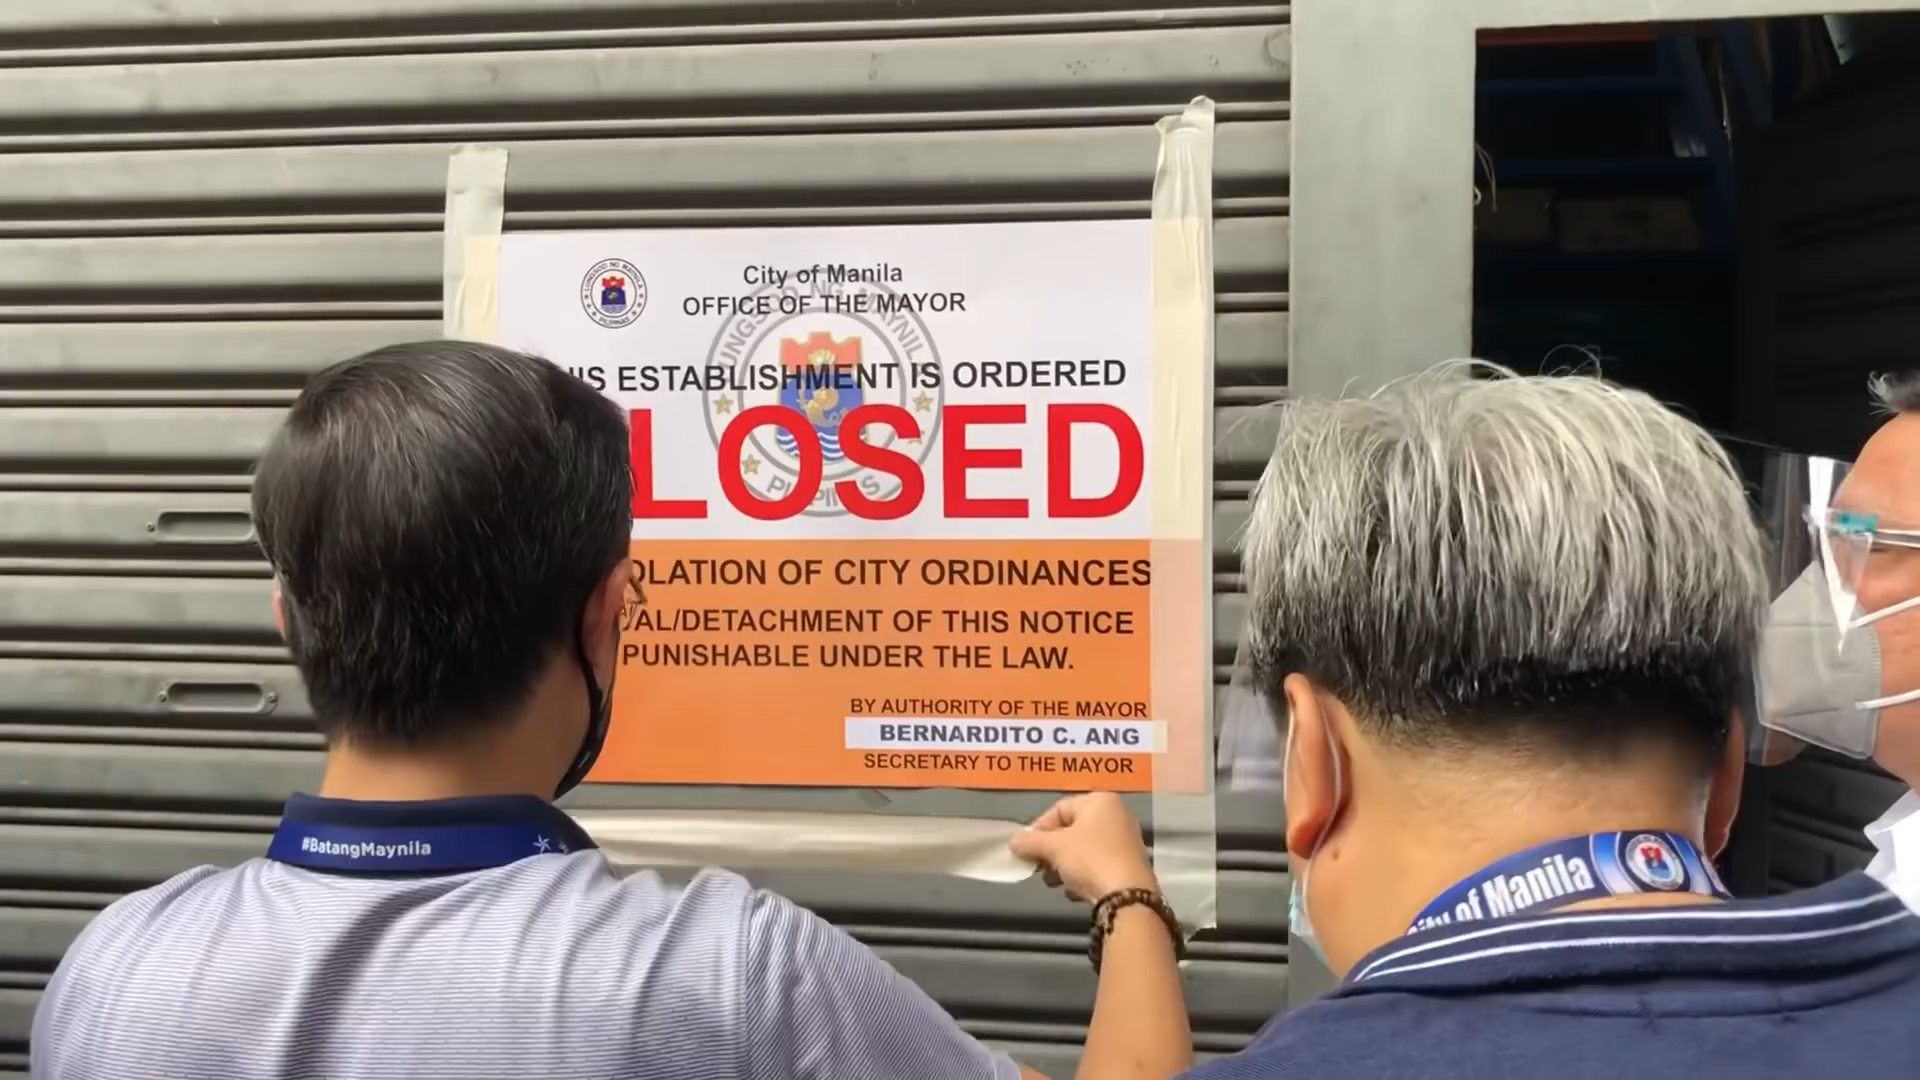 City of Manila
OFFICE OF THE MAYOR
ESTABLISHMENT IS ORDERED
LOSED
OLATION OF CITY ORDINANCES
VAL/DETACHMENT OF THIS NOTICE
PUNISHABLE UNDER THE LAW.
BY AUTHORITY OF THE MAYOR
BERNARDITO C. ANG
SECRETARY TO THE MAYOR
#BatangMaynila
City of Manila